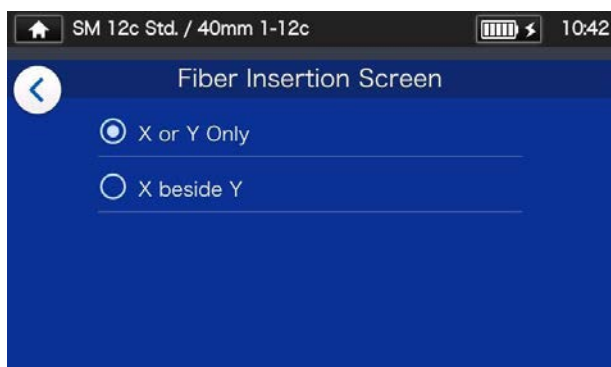 SM 12c Std. / 40mm 1-12c 10:42
Fiber Insertion Screen
X or Y Only
X beside Y